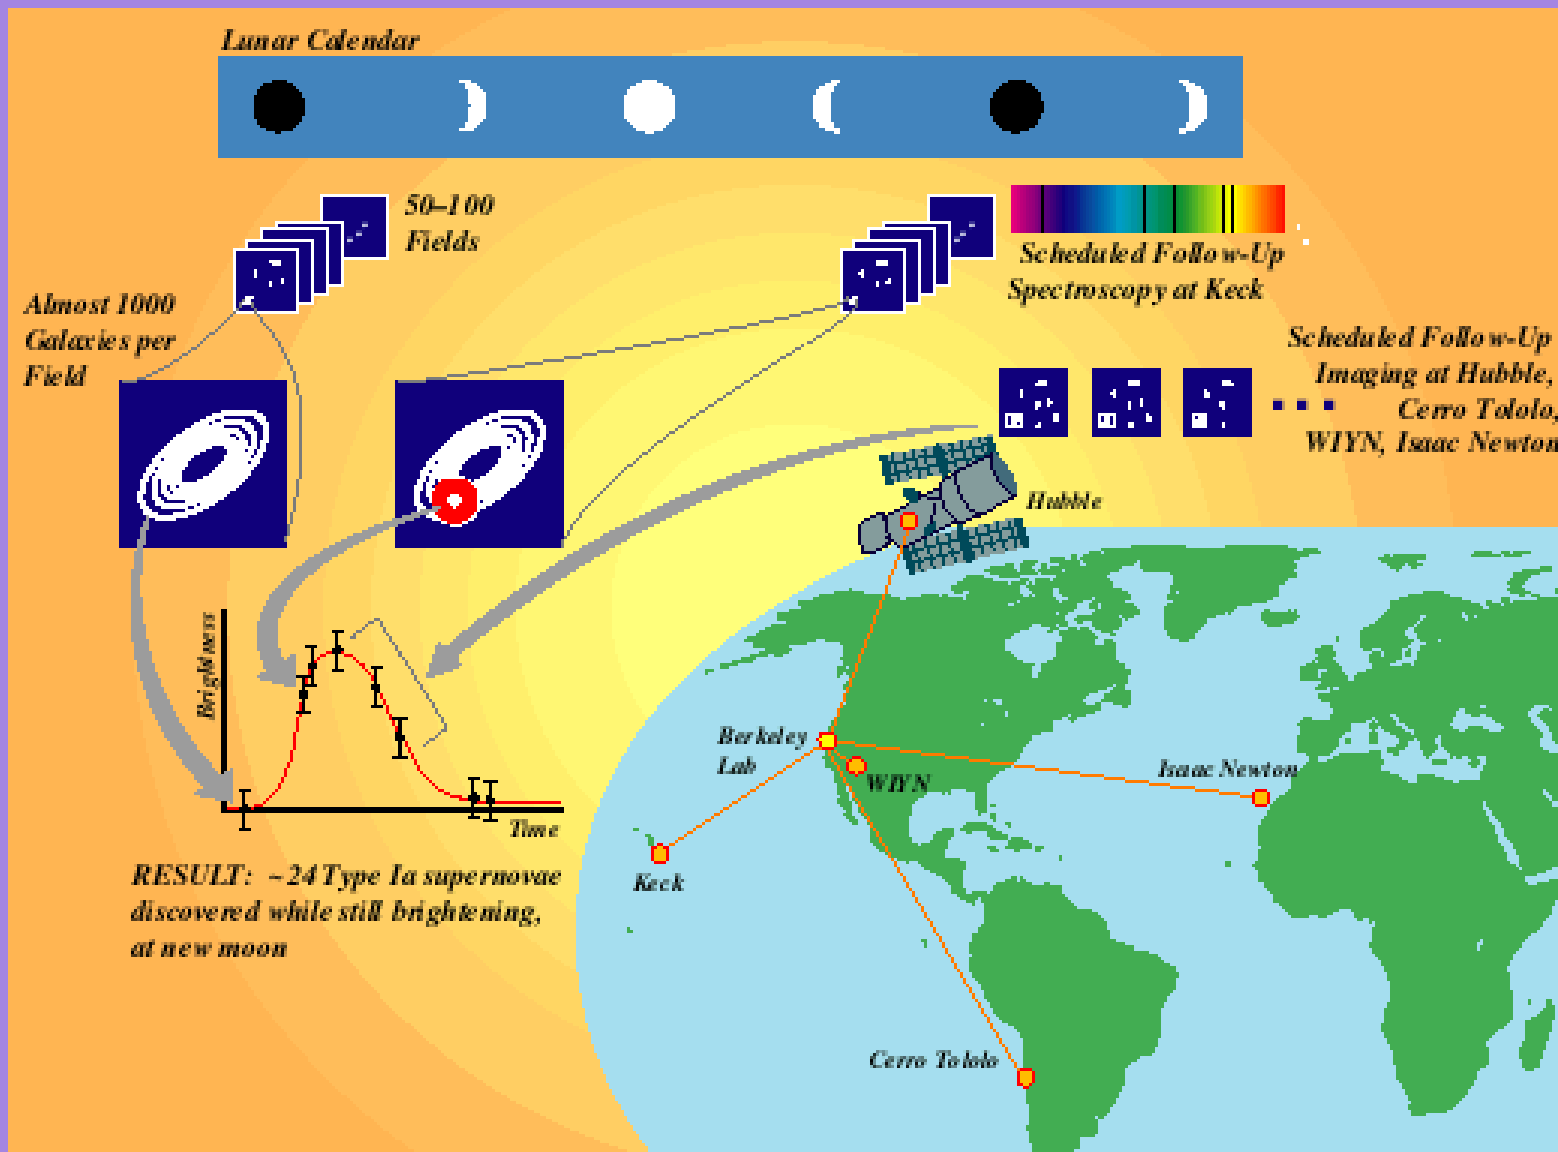 Lunar Calendar
50–100
Fields
Almost 1000
Galaxies per
Field
Scheduled Follow-Up
Spectroscopy at Keck
Scheduled Follow-Up
Imaging at Hubble,
Cerro Tololo,
WIYN, Isaac Newton
Hubble
Brightness
Time
RESULT: ~24 Type Ia supernovae
discovered while still brightening,
at new moon
Berkeley
Lab
WIYN
Isaac Newton
Keck
Cerro Tololo